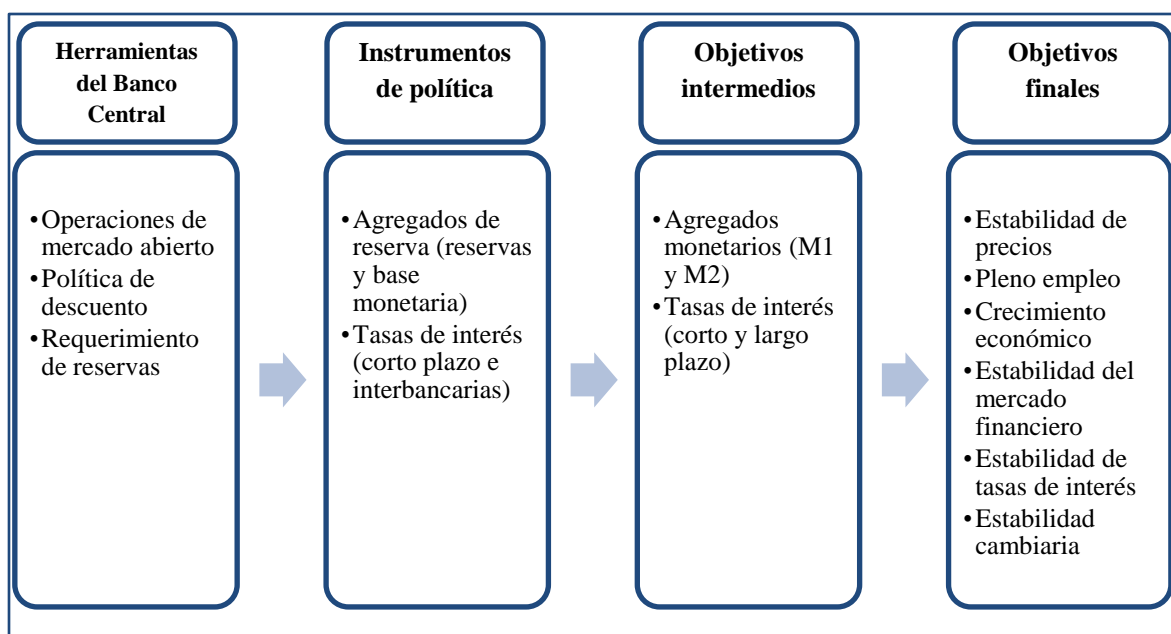 Herramientas
del Banco
Central
Instrumentos
de política
Objetivos
intermedios
Objetivos
finales
•Operaciones de
mercado abierto
•Política de
descuento
•Requerimiento
de reservas
•Agregados de
reserva (reservas
y base
monetaria)
•Tasas de interés
(corto plazo e
interbancarias)
•Agregados
monetarios (M1
y M2)
•Tasas de interés
(corto y largo
plazo)
•Estabilidad de
precios
•Pleno empleo
•Crecimiento
económico
•Estabilidad del
mercado
financiero
•Estabilidad de
tasas de interés
•Estabilidad
cambiaria